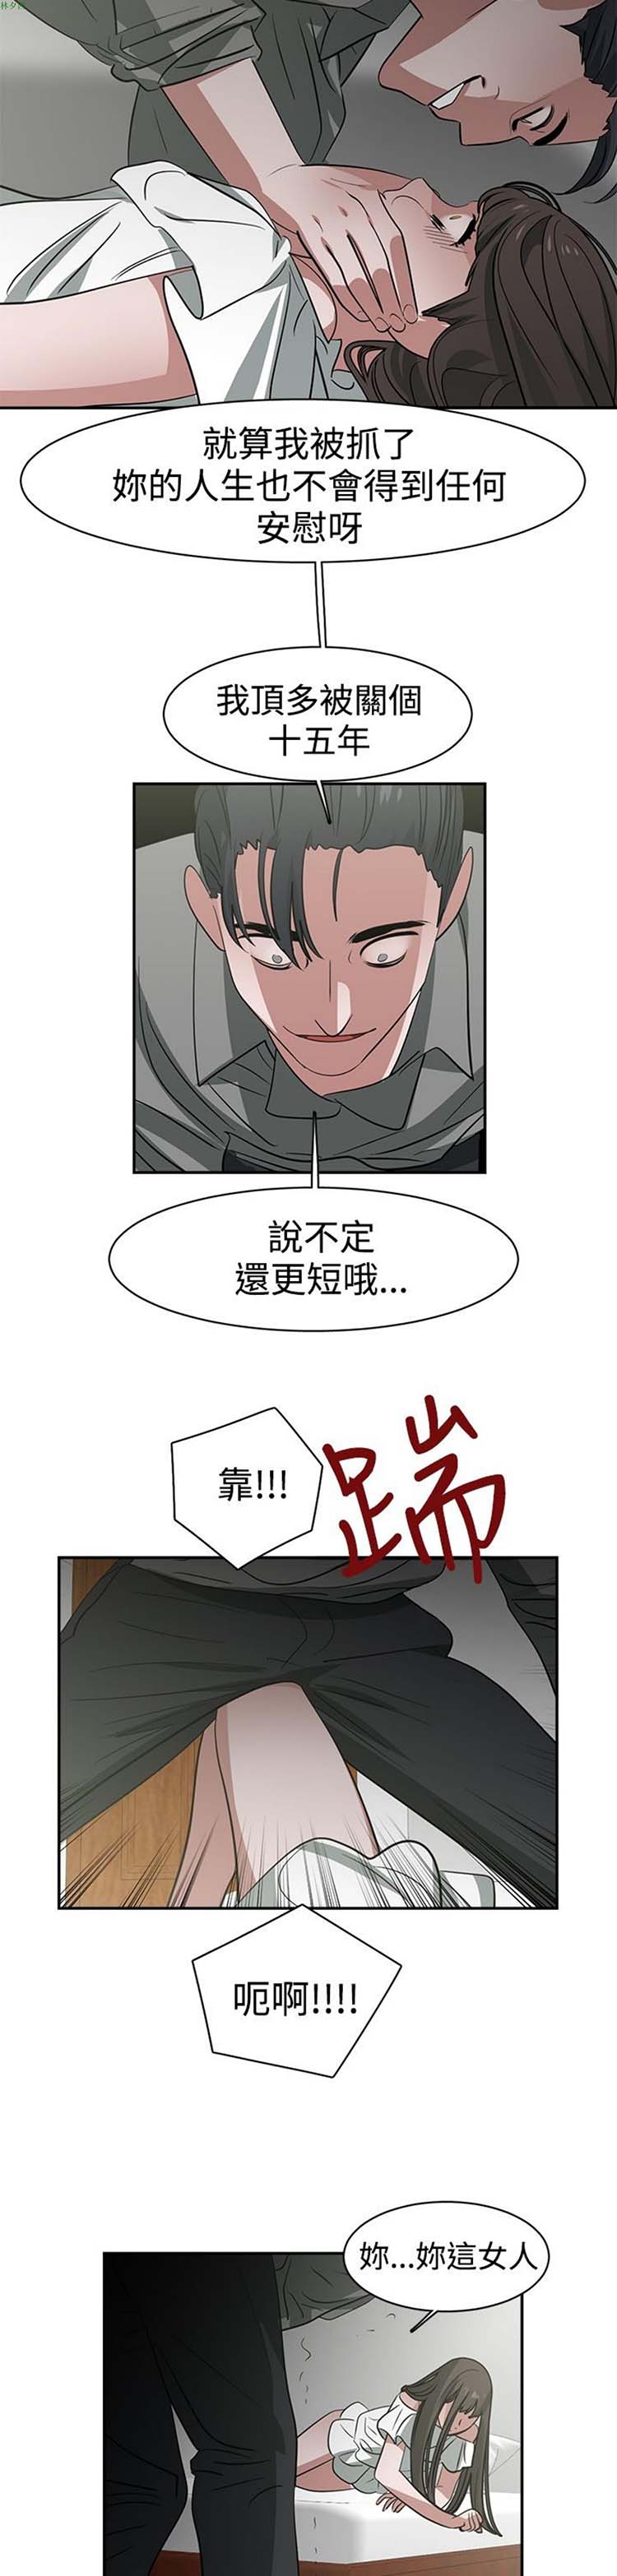 就算我被抓了
妳的人生也不會得到任何
安慰呀
我頂多被關個
十五年
說不定
還更短哦...
靠!!!
踹
呃啊!!!!
妳...妳這女人